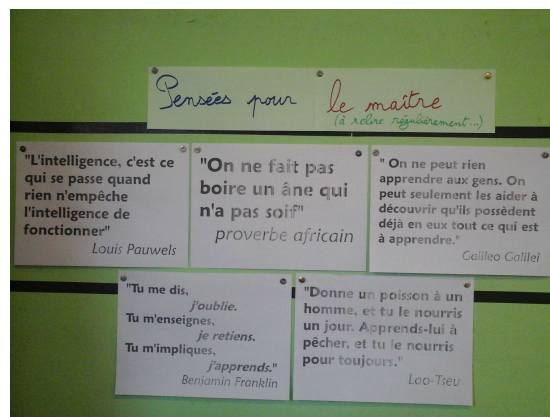 Pensées pour le maître
(à relire régulièrement...)
"L'intelligence, c'est ce
qui se passe quand
rien n'empêche
l'intelligence de
fonctionner"
Louis Pauwels
"On ne fait pas
boire un âne qui
n'a pas soif"
proverbe africain
"On ne peut rien
apprendre aux gens. On
peut seulement les aider à
découvrir qu'ils possèdent
déjà en eux tout ce qui est
à apprendre."
Galileo Galilei
"Tu me dis,
j'oublie.
Tu m'enseignes,
je retiens.
Tu m'impliques,
j'apprends."
Benjamin Franklin
"Donne un poisson à un
homme, et tu le nourris
un jour. Apprends-lui à
pêcher, et tu le nourris
pour toujours."
Lao-Tseu